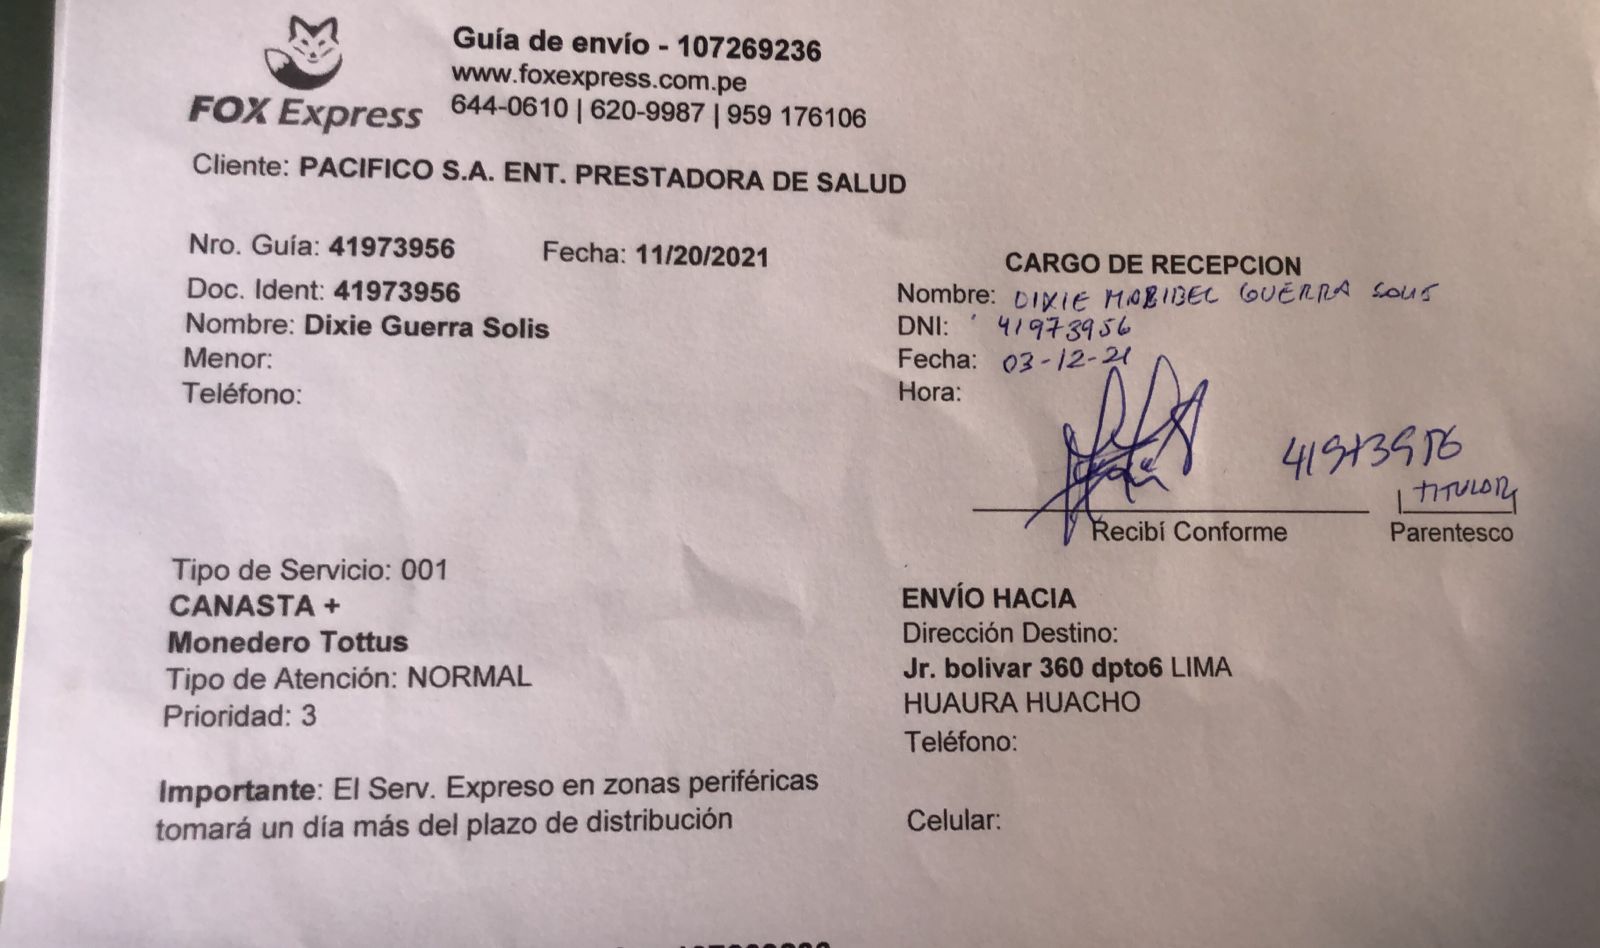 FOX Express
Guía de envío - 107269236
www.foxexpress.com.pe
644-0610 | 620-9987 | 959 176106
Cliente: PACIFICO S.A. ENT. PRESTADORA DE SALUD
Nro. Guía: 41973956 Fecha: 11/20/2021
Doc. Ident: 41973956
Nombre: Dixie Guerra Solis
Menor:
Teléfono:
CARGO DE RECEPCION
Nombre: DIXIE MARIBEL GUERRA SOLIS
DNI: 41973956
Fecha: 03-12-21
Hora:
41973956
TITULAR
Recibí Conforme Parentesco
Tipo de Servicio: 001
CANASTA +
Monedero Tottus
Tipo de Atención: NORMAL
Prioridad: 3
ENVÍO HACIA
Dirección Destino:
Jr. bolivar 360 dpto6 LIMA
HUAURA HUACHO
Teléfono:
Importante: El Serv. Expreso en zonas periféricas
tomará un día más del plazo de distribución
Celular: